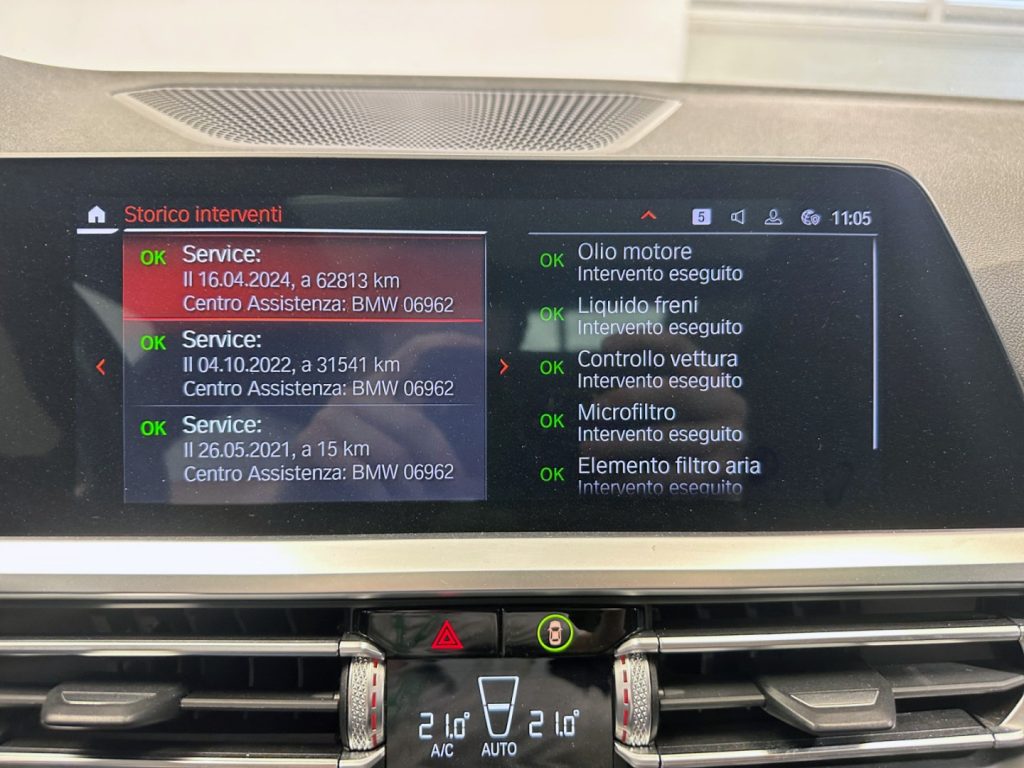 Storico interventi
5
11:05
OK Service:
Il 16.04.2024, a 62813 km
Centro Assistenza: BMW 06962
OK Service:
Il 04.10.2022, a 31541 km
Centro Assistenza: BMW 06962
OK Service:
Il 26.05.2021, a 15 km
Centro Assistenza: BMW 06962
OK Olio motore
Intervento eseguito
OK Liquido freni
Intervento eseguito
OK Controllo vettura
Intervento eseguito
OK Microfiltro
Intervento eseguito
OK Elemento filtro aria
Intervento eseguito
21.0° 21.0°
A/C AUTO